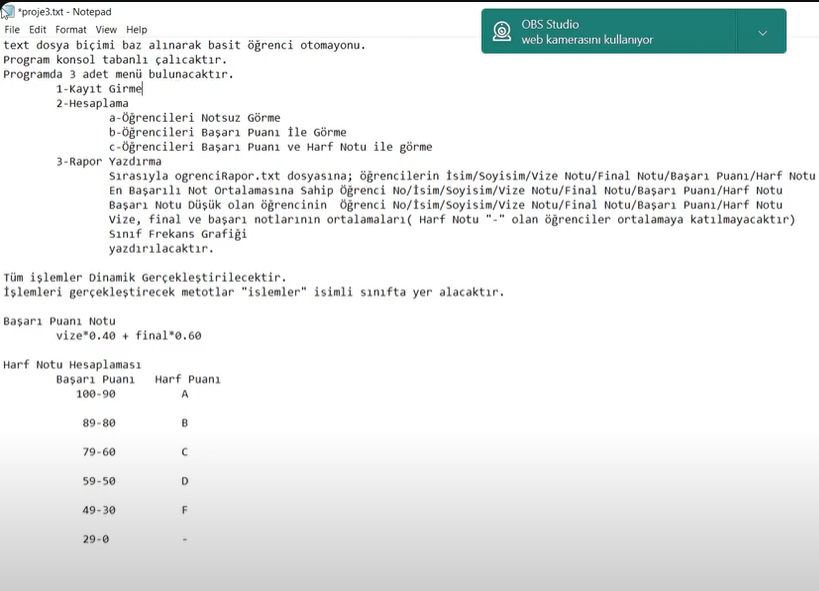 *proje3.txt - Notepad
File Edit Format View Help
OBS Studio
web kamerasını kullanıyor
text dosya biçimi baz alınarak basit öğrenci otomayonu.
Program konsol tabanlı çalıcaktır.
Programda 3 adet menü bulunacaktır.
1-Kayıt Girme
2-Hesaplama
a-Öğrencileri Notsuz Görme
b-Öğrencileri Başarı Puanı İle Görme
c-Öğrencileri Başarı Puanı ve Harf Notu ile görme
3-Rapor Yazdırma
Sırasıyla ogrenciRapor.txt dosyasına; öğrencilerin İsim/Soyisim/Vize Notu/Final Notu/Başarı Puanı/Harf Notu
En Başarılı Not Ortalamasına Sahip Öğrenci No/İsim/Soyisim/Vize Notu/Final Notu/Başarı Puanı/Harf Notu
Başarı Notu Düşük olan öğrencinin Öğrenci No/İsim/Soyisim/Vize Notu/Final Notu/Başarı Puanı/Harf Notu
Vize, final ve başarı notlarının ortalamaları( Harf Notu "-" olan öğrenciler ortalamaya katılmayacaktır)
Sınıf Frekans Grafiği
yazdırılacaktır.
Tüm işlemler Dinamik Gerçekleştirilecektir.
İşlemleri gerçekleştirecek metotlar "islemler" isimli sınıfta yer alacaktır.
Başarı Puanı Notu
vize*0.40 + final*0.60
Harf Notu Hesaplaması
Başarı Puanı Harf Puanı
100-90 A
89-80 B
79-60 C
59-50 D
49-30 F
29-0 -